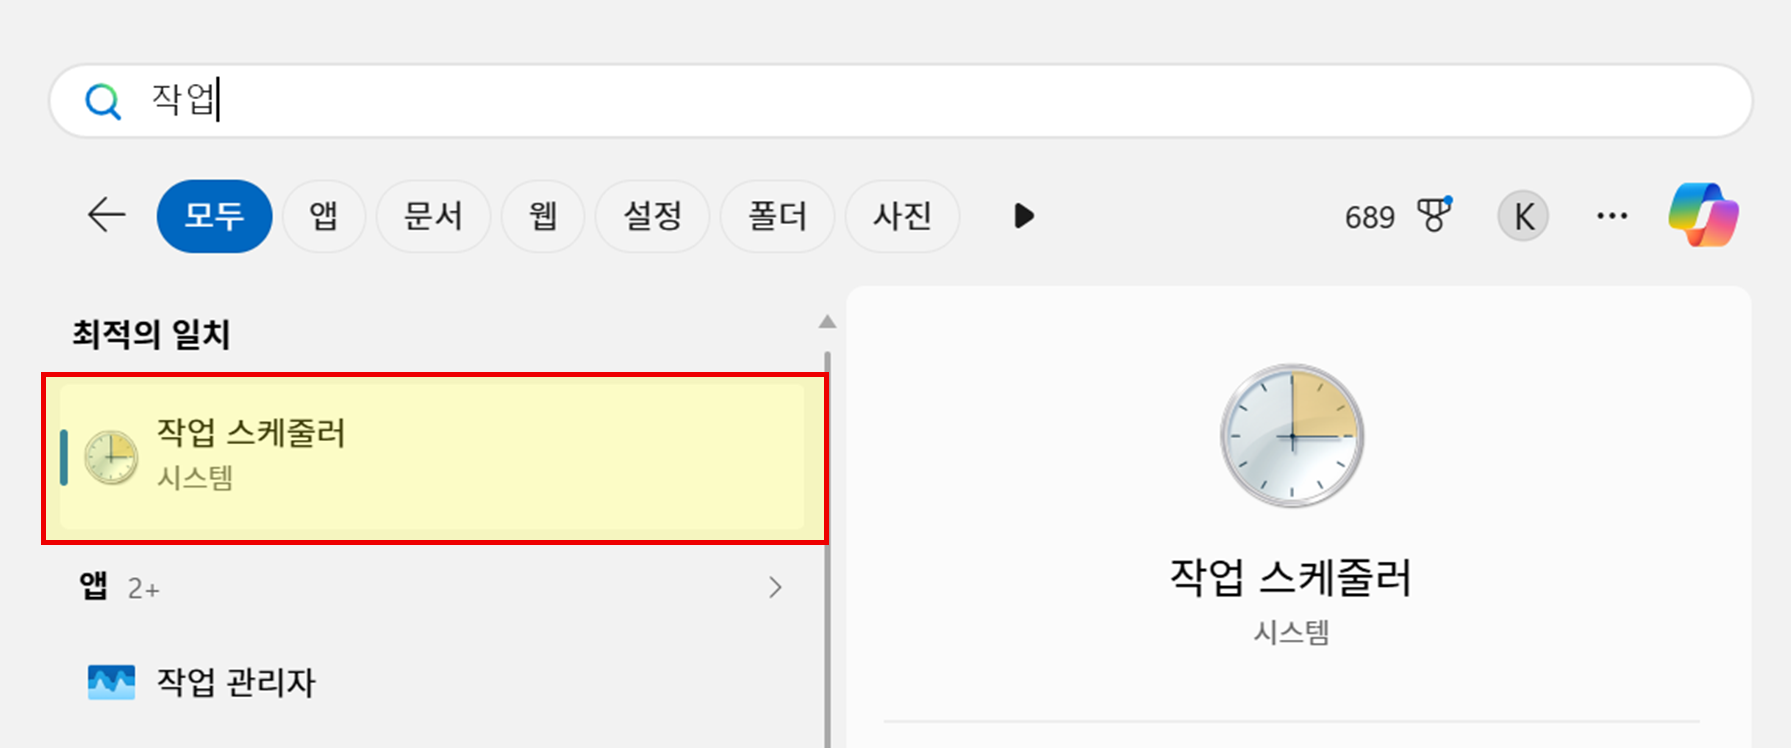 작업
모두 앱 문서 웹 설정 폴더 사진 689 K ...
최적의 일치
작업 스케줄러
시스템
앱 2+
작업 관리자
작업 스케줄러
시스템